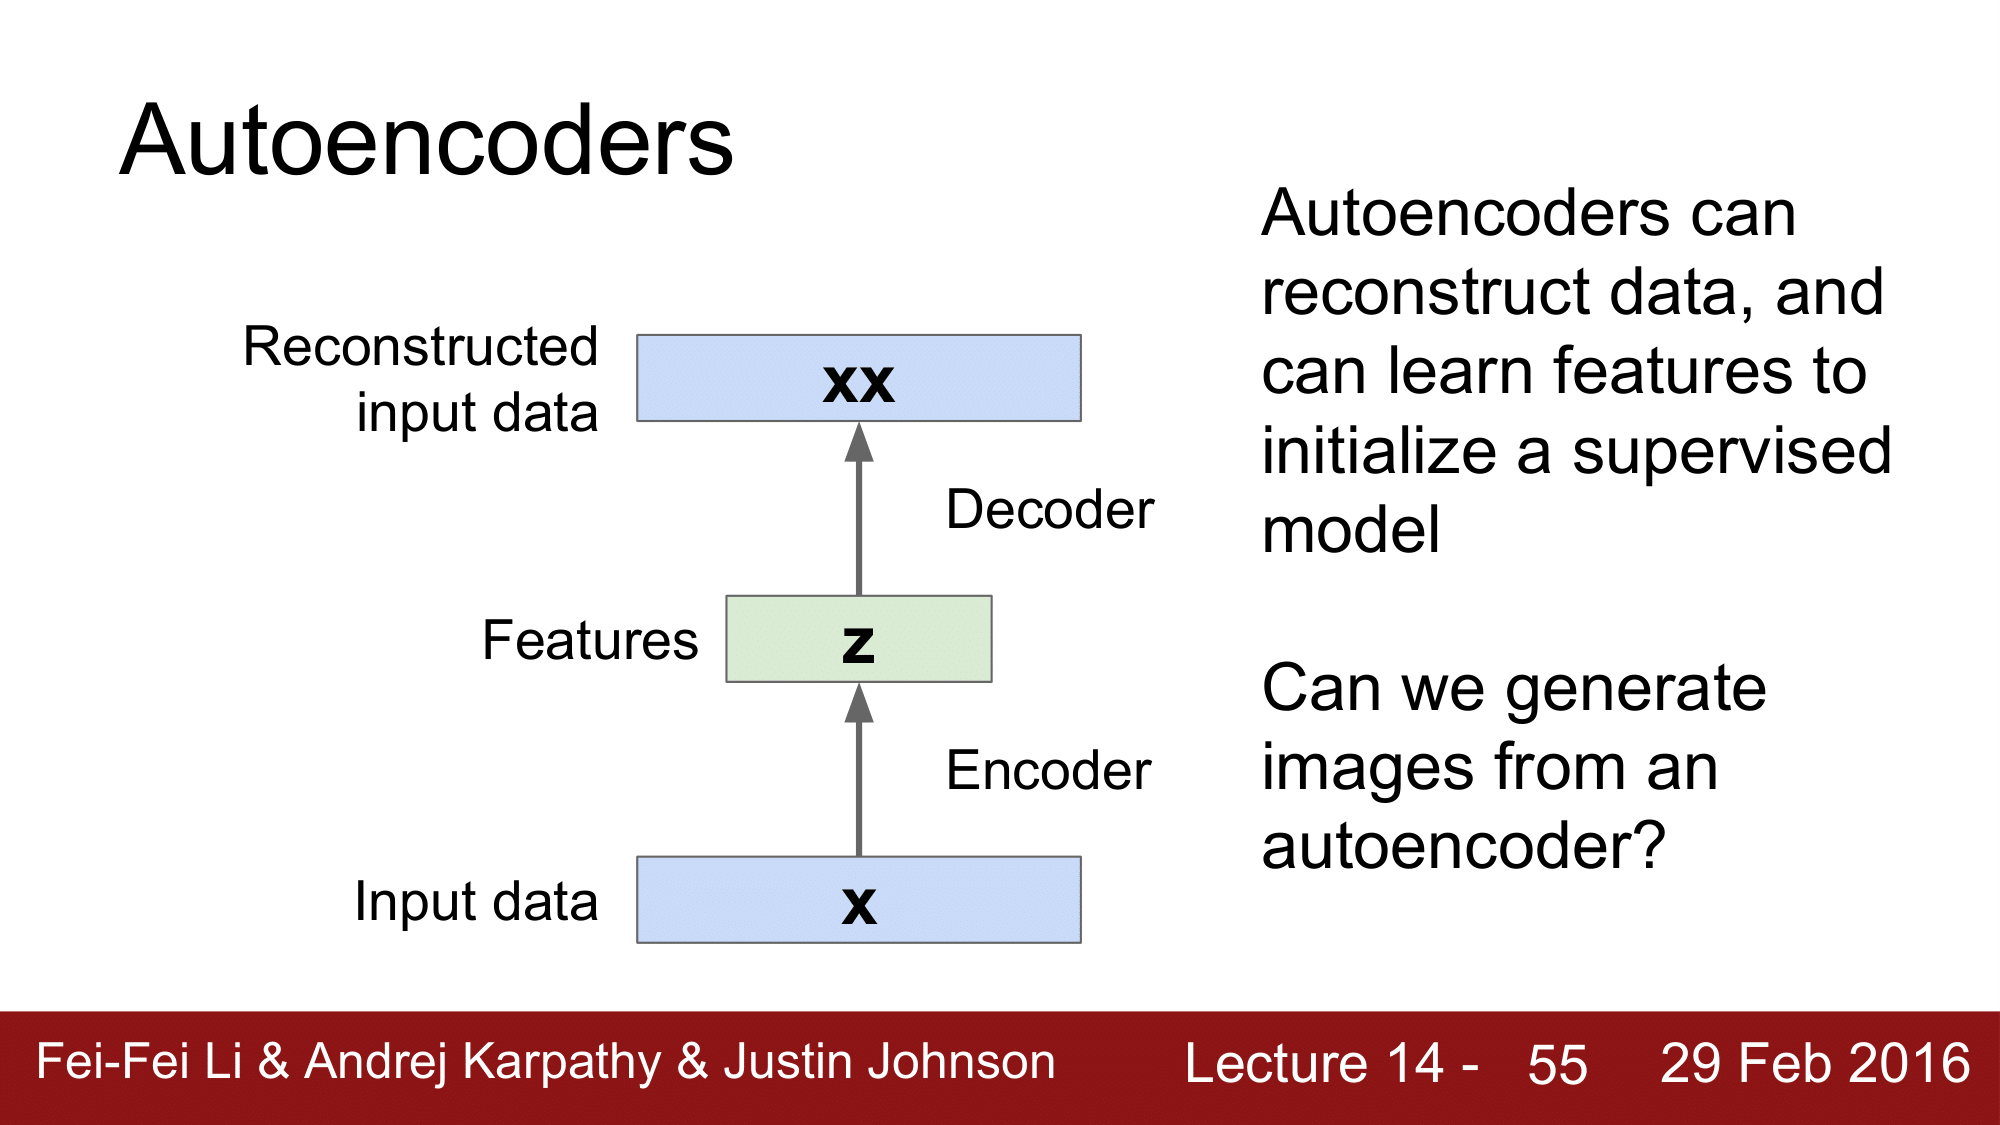 Autoencoders
Reconstructed
input data
xx
Decoder
Features
z
Encoder
Input data
x
Autoencoders can
reconstruct data, and
can learn features to
initialize a supervised
model
Can we generate
images from an
autoencoder?
Fei-Fei Li & Andrej Karpathy & Justin Johnson
Lecture 14 - 55
29 Feb 2016